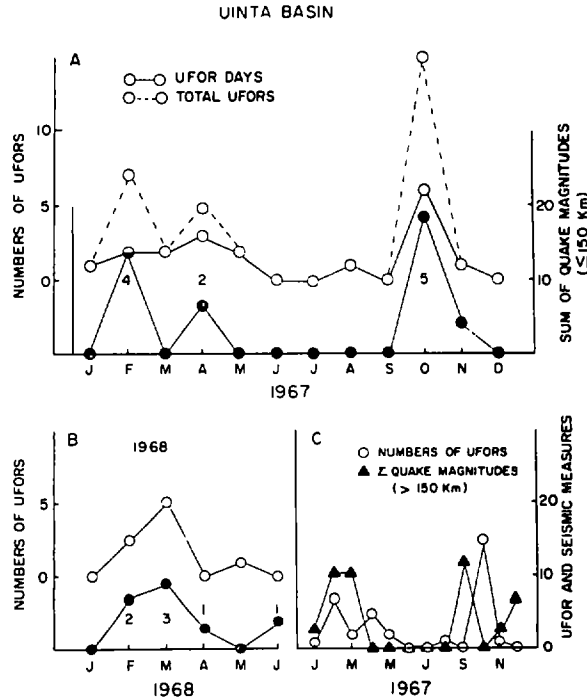 UINTA BASIN
A
UFOR DAYS
TOTAL UFORS
NUMBERS OF UFORS
10
5
0
SUM OF QUAKE MAGNITUDES
(≤150 Km)
20
10
0
4
2
5
J F M A M J J A S O N D
1967
B
1968
NUMBERS OF UFORS
5
0
2
3
1
1
J F M A M J
1968
C
NUMBERS OF UFORS
Σ QUAKE MAGNITUDES
(> 150 Km)
UFOR AND SEISMIC MEASURES
20
10
0
J M M J S N
1967